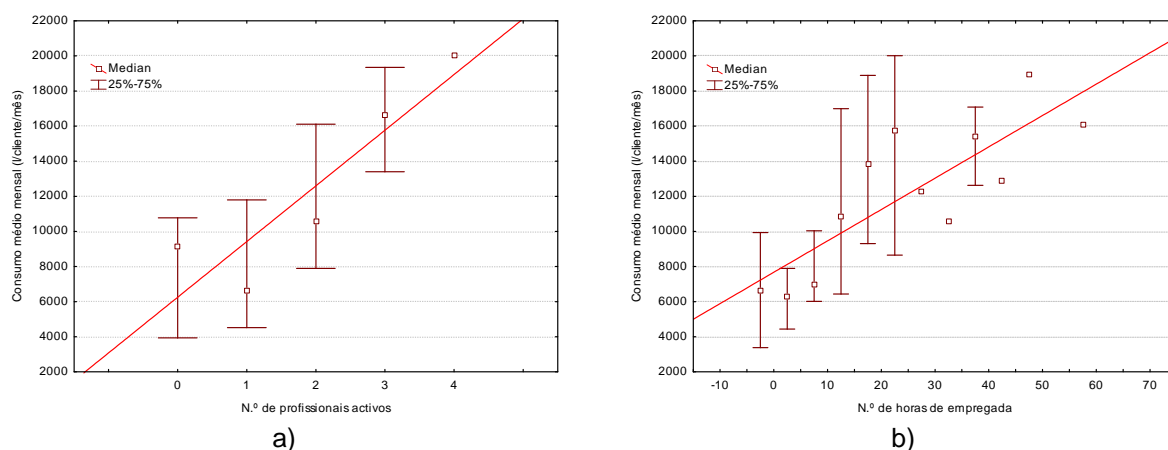 22000
20000
18000
16000
14000
12000
10000
8000
6000
4000
2000
Consumo médio mensal (l/cliente/mês)
Median
25%-75%
0 1 2 3 4
N.º de profissionais activos
a)
22000
20000
18000
16000
14000
12000
10000
8000
6000
4000
2000
Consumo médio mensal (l/cliente/mês)
Median
25%-75%
-10 0 10 20 30 40 50 60 70
N.º de horas de empregada
b)